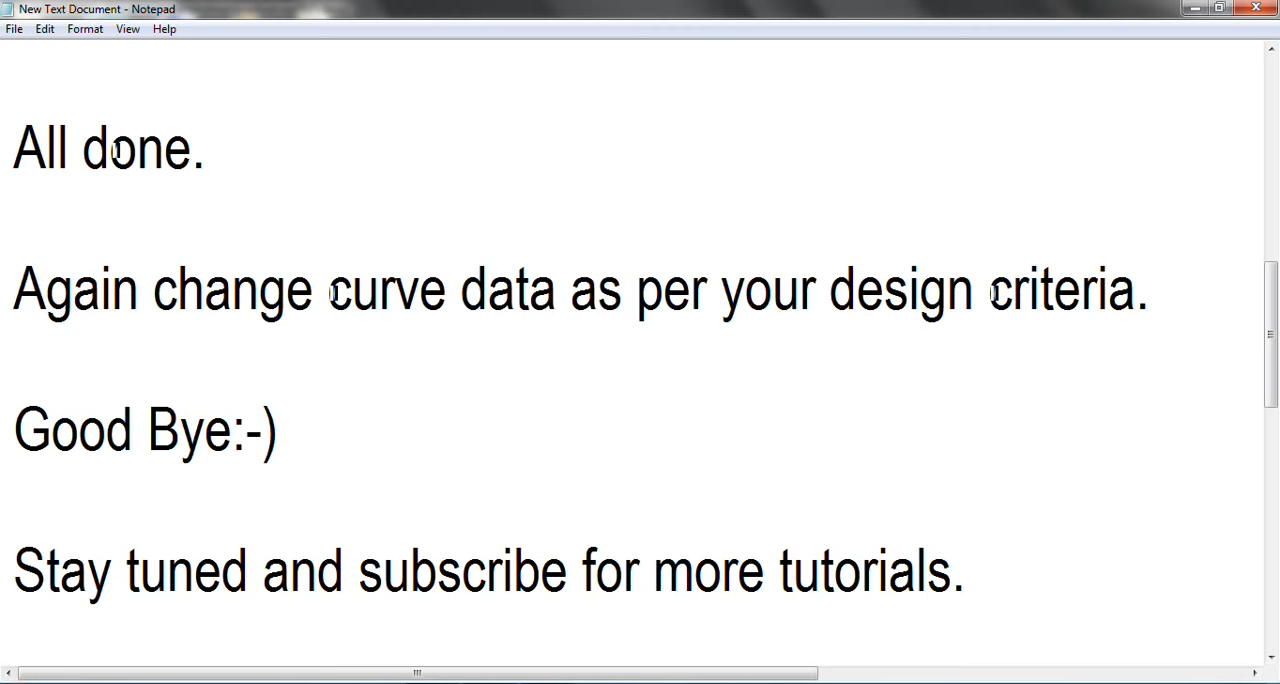 New Text Document - Notepad
File Edit Format View Help
All done.
Again change curve data as per your design criteria.
Good Bye:-)
Stay tuned and subscribe for more tutorials.